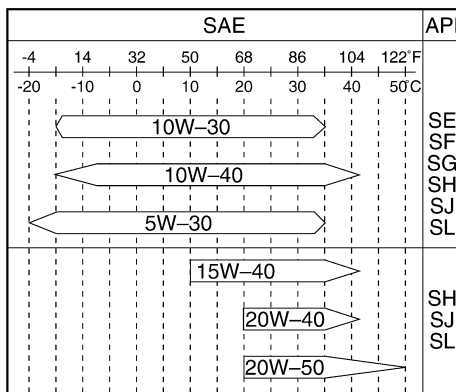 SAE API
-4 14 32 50 68 86 104 122°F
-20 -10 0 10 20 30 40 50°C
10W–30
10W–40
5W–30
SE
SF
SG
SH
SJ
SL
15W–40
20W–40
20W–50
SH
SJ
SL